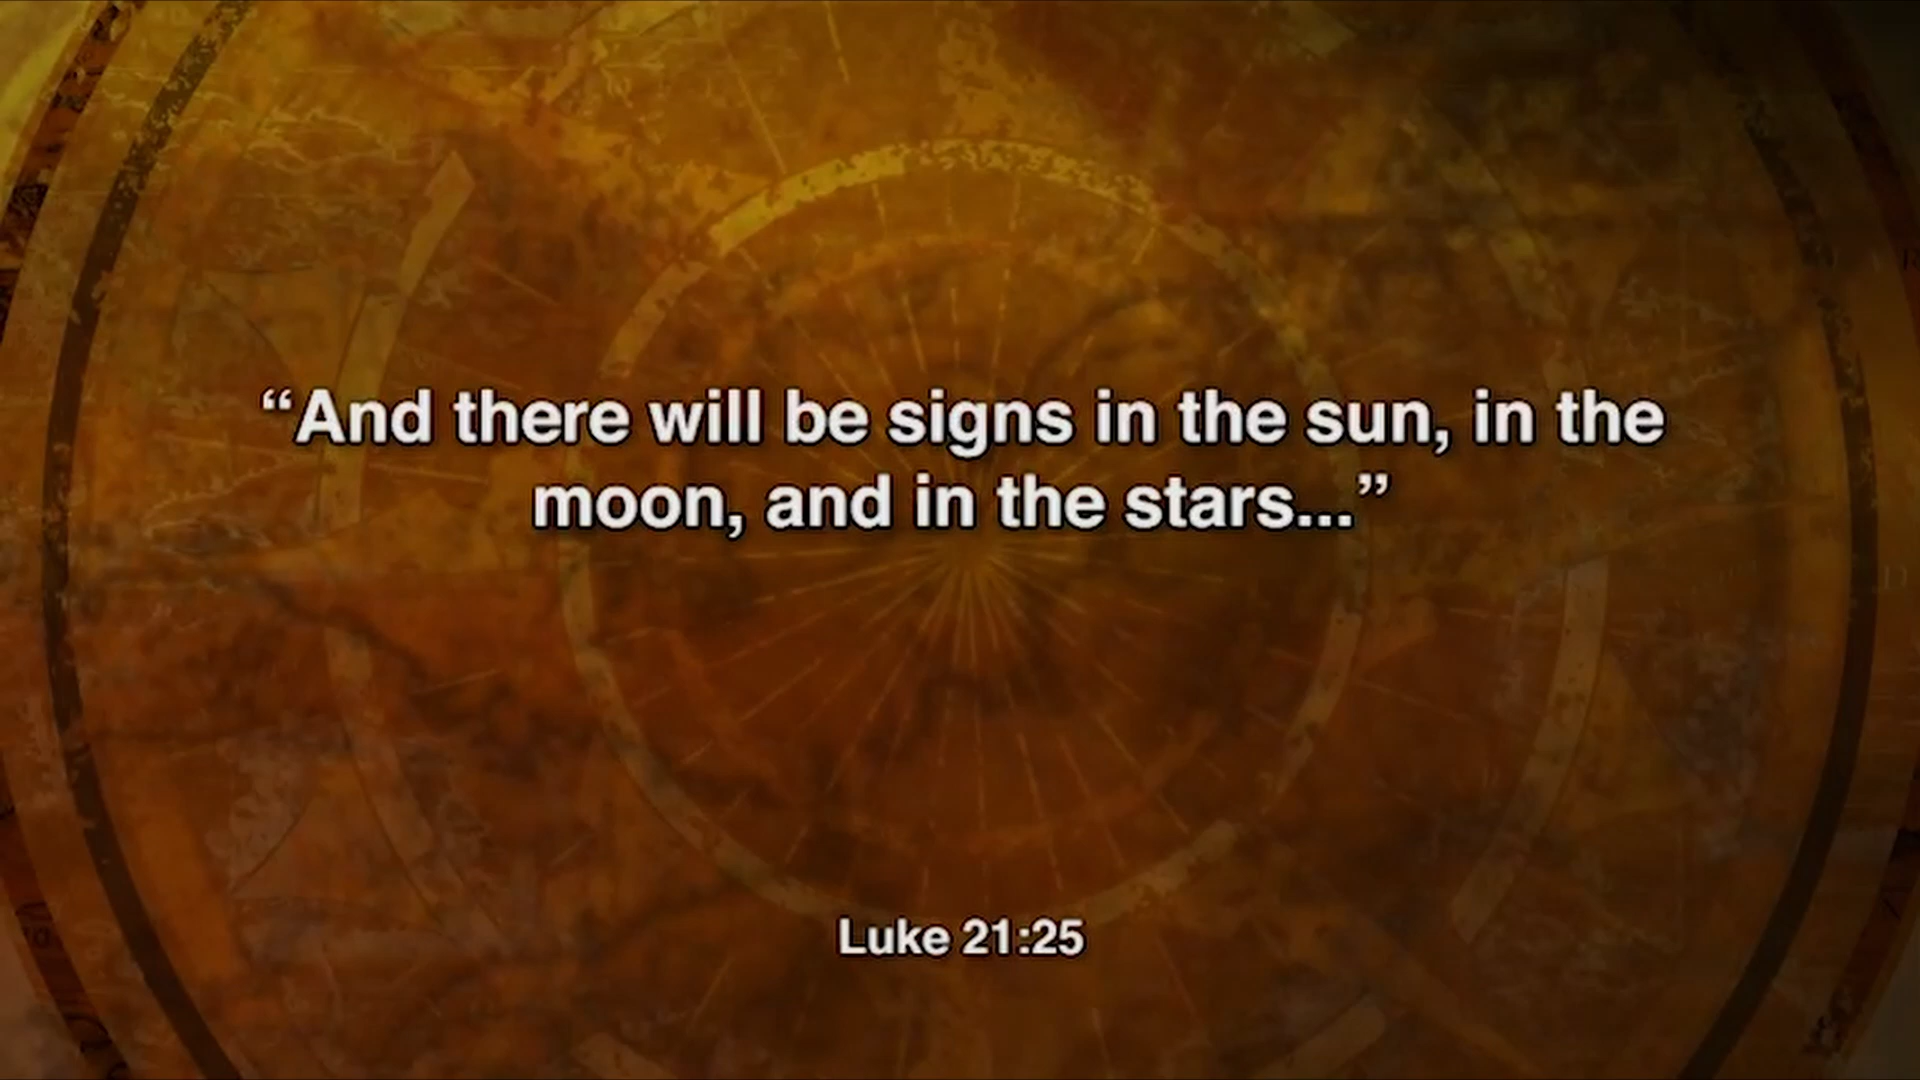 “And there will be signs in the sun, in the
moon, and in the stars...”
Luke 21:25